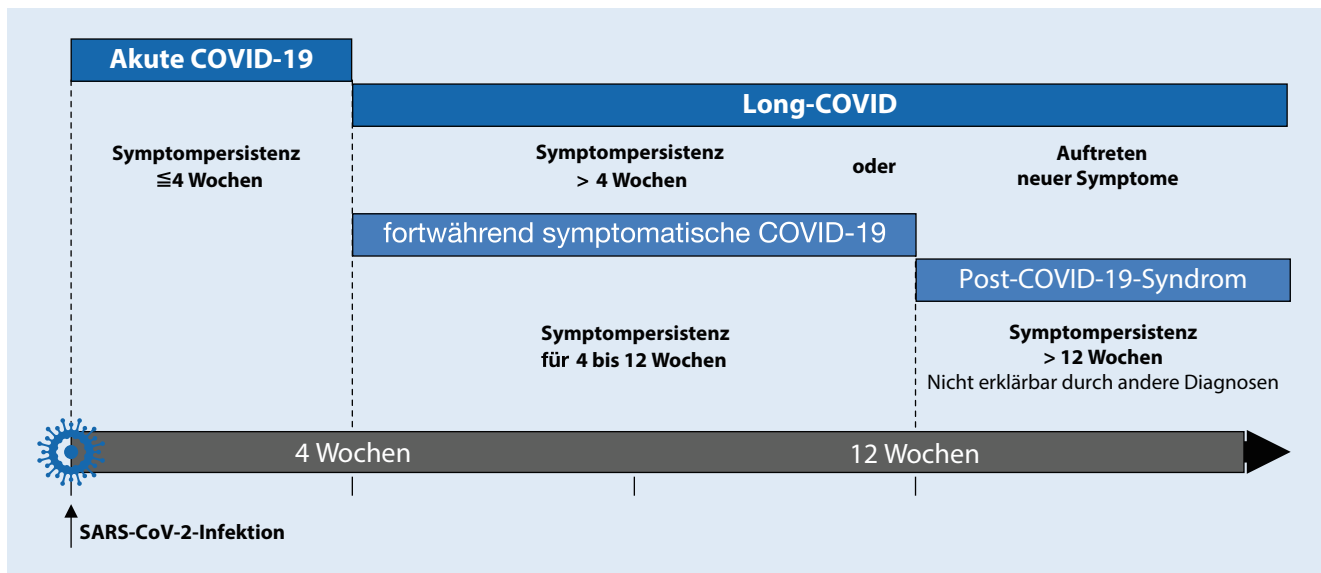 Akute COVID-19
Long-COVID
Symptompersistenz
≦4 Wochen
Symptompersistenz
> 4 Wochen
oder
Auftreten
neuer Symptome
fortwährend symptomatische COVID-19
Post-COVID-19-Syndrom
Symptompersistenz
für 4 bis 12 Wochen
Symptompersistenz
> 12 Wochen
Nicht erklärbar durch andere Diagnosen
4 Wochen
12 Wochen
SARS-CoV-2-Infektion